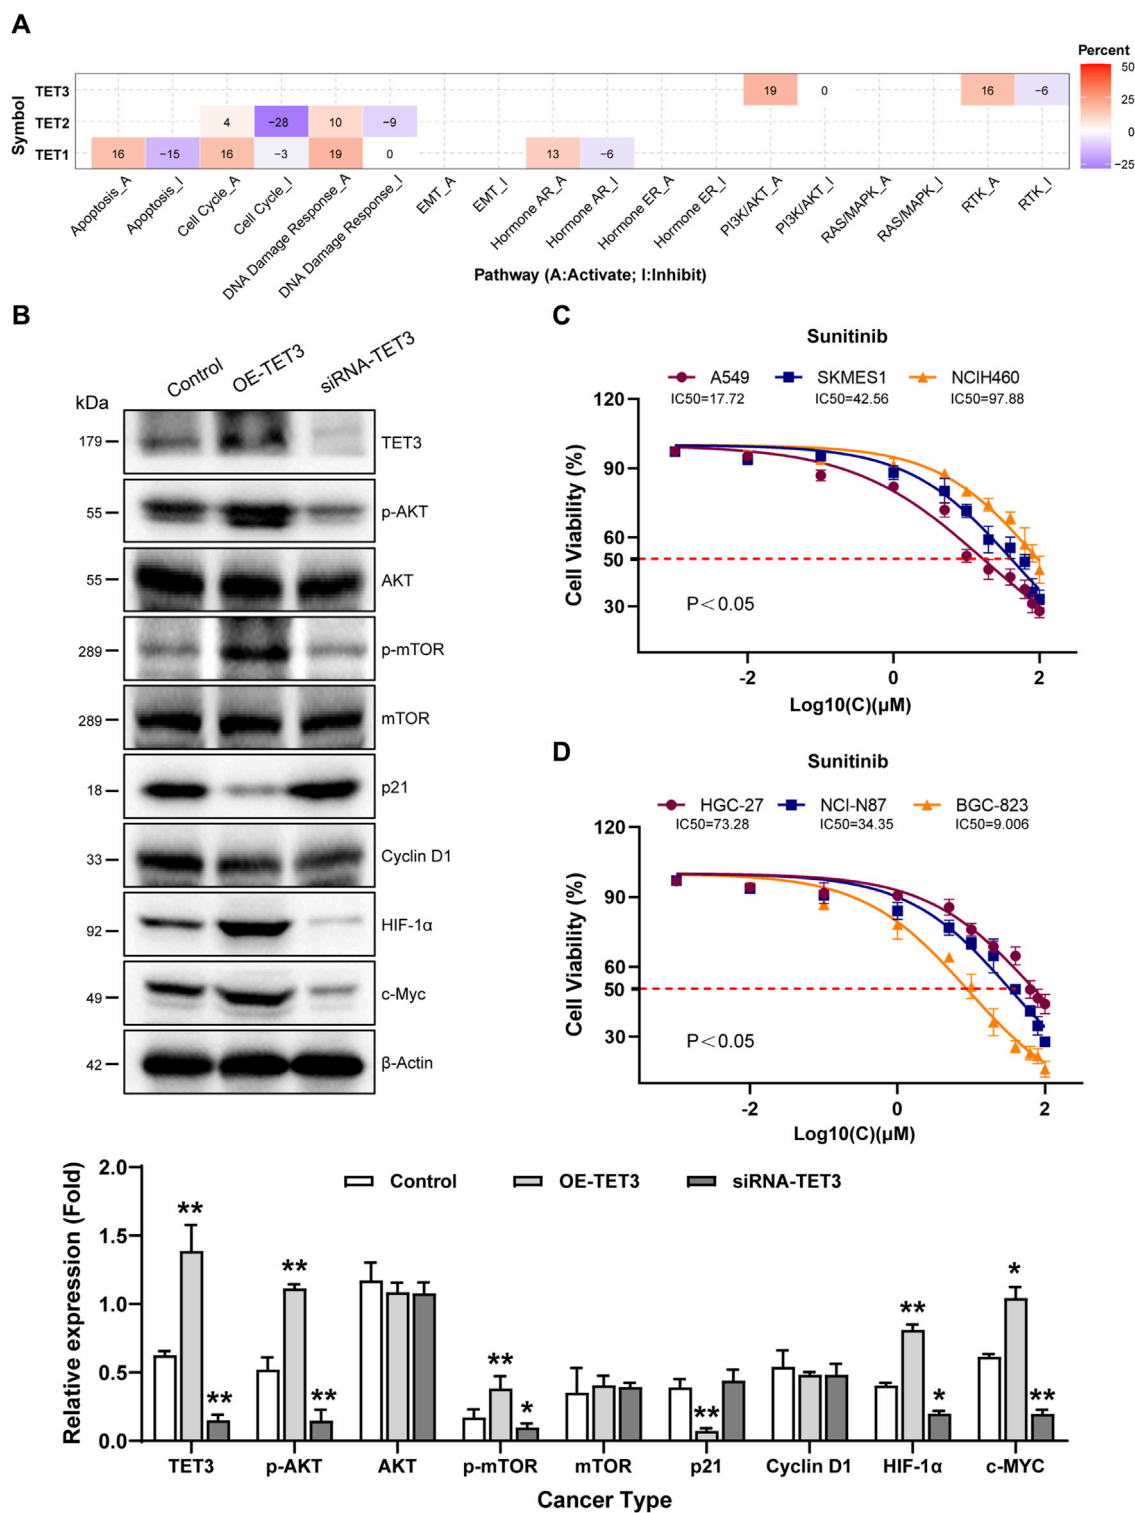 A
Percent
50
25
0
−25
Symbol
TET3 19 0 16 −6
TET2 4 −28 10 −9
TET1 16 −15 16 −3 19 0 13 −6
Apoptosis_A Apoptosis_I Cell Cycle_A Cell Cycle_I DNA Damage Response_A DNA Damage Response_I EMT_A EMT_I Hormone AR_A Hormone AR_I Hormone ER_A Hormone ER_I PI3K/AKT_A PI3K/AKT_I RAS/MAPK_A RAS/MAPK_I RTK_A RTK_I
Pathway (A:Activate; I:Inhibit)
B
Control OE-TET3 siRNA-TET3
kDa
179 TET3
55 p-AKT
55 AKT
289 p-mTOR
289 mTOR
18 p21
33 Cyclin D1
92 HIF-1α
49 c-Myc
42 β-Actin
C
Sunitinib
A549 SKMES1 NCIH460
IC50=17.72 IC50=42.56 IC50=97.88
120
90
60
50
30
Cell Viability (%)
P<0.05
-2 0 2
Log10(C)(μM)
D
Sunitinib
HGC-27 NCI-N87 BGC-823
IC50=73.28 IC50=34.35 IC50=9.006
120
90
60
50
30
Cell Viability (%)
P<0.05
-2 0 2
Log10(C)(μM)
Relative expression (Fold)
2.0
1.5
1.0
0.5
0.0
Control OE-TET3 siRNA-TET3
** ** ** ** ** * ** ** * * **
TET3 p-AKT AKT p-mTOR mTOR p21 Cyclin D1 HIF-1α c-MYC
Cancer Type